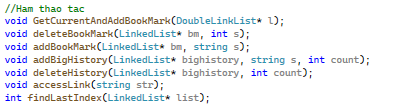 //Ham thao tac
void GetCurrentAndAddBookMark(DoubleLinkList* l);
void deleteBookMark(LinkedList* bm, int s);
void addBookMark(LinkedList* bm, string s);
void addBigHistory(LinkedList* bighistory, string s, int count);
void deleteHistory(LinkedList* bighistory, int count);
void accessLink(string str);
int findLastIndex(LinkedList* list);